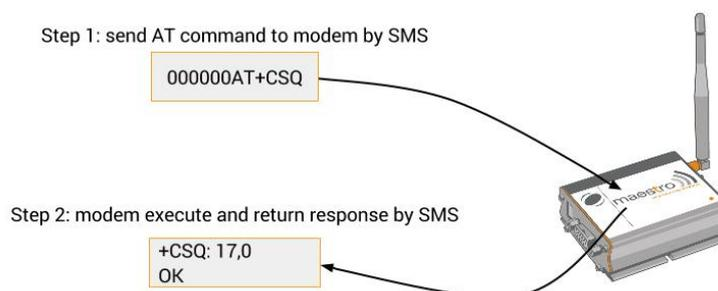 Step 1: send AT command to modem by SMS
000000AT+CSQ
maestro
Step 2: modem execute and return response by SMS
+CSQ: 17,0
OK